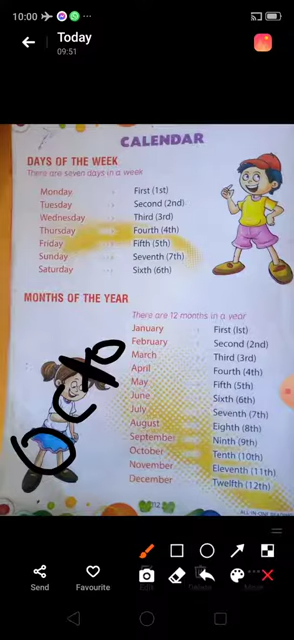 10:00
Today
09:51
CALENDAR
DAYS OF THE WEEK
There are seven days in a week
Monday First (1st)
Tuesday Second (2nd)
Wednesday Third (3rd)
Thursday Fourth (4th)
Friday Fifth (5th)
Sunday Seventh (7th)
Saturday Sixth (6th)
MONTHS OF THE YEAR
There are 12 months in a year
January First (Ist)
February Second (2nd)
March Third (3rd)
April Fourth (4th)
May Fifth (5th)
June Sixth (6th)
July Seventh (7th)
August Eighth (8th)
September Ninth (9th)
October Tenth (10th)
November Eleventh (11th)
December Twelfth (12th)
Send Favourite Edit Delete